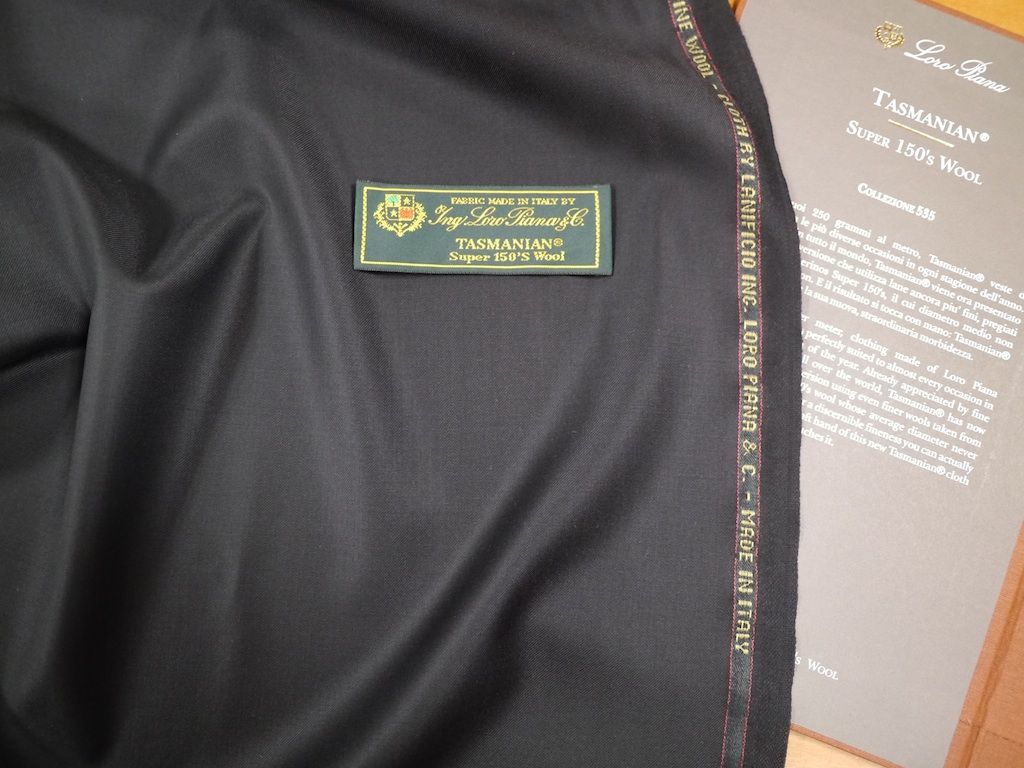 FABRIC MADE IN ITALY BY
Ing. Loro Piana & C.
TASMANIAN®
Super 150'S Wool
INE WOOL - CLOTH BY LANIFICIO ING. LORO PIANA & C. - MADE IN ITALY
Loro Piana
TASMANIAN®
SUPER 150's WOOL
COLLEZIONE 535
250 grammi al metro, Tasmanian® veste
le più diverse occasioni in ogni stagione dell'anno
tutto il mondo. Tasmanian® viene ora presentato
che utilizza lane ancora piu' fini, pregiati
Super 150's, il cui diametro medio non
E il risultato si tocca con mano: Tasmanian®
la sua nuova, straordinaria morbidezza.
meter, clothing made of Loro Piana
perfectly suited to almost every occasion in
of the year. Already appreciated by fine
over the world, Tasmanian® has now
using even finer wools taken from
wool whose average diameter never
a discernible fineness you can actually
hand of this new Tasmanian® cloth
it.
's WOOL